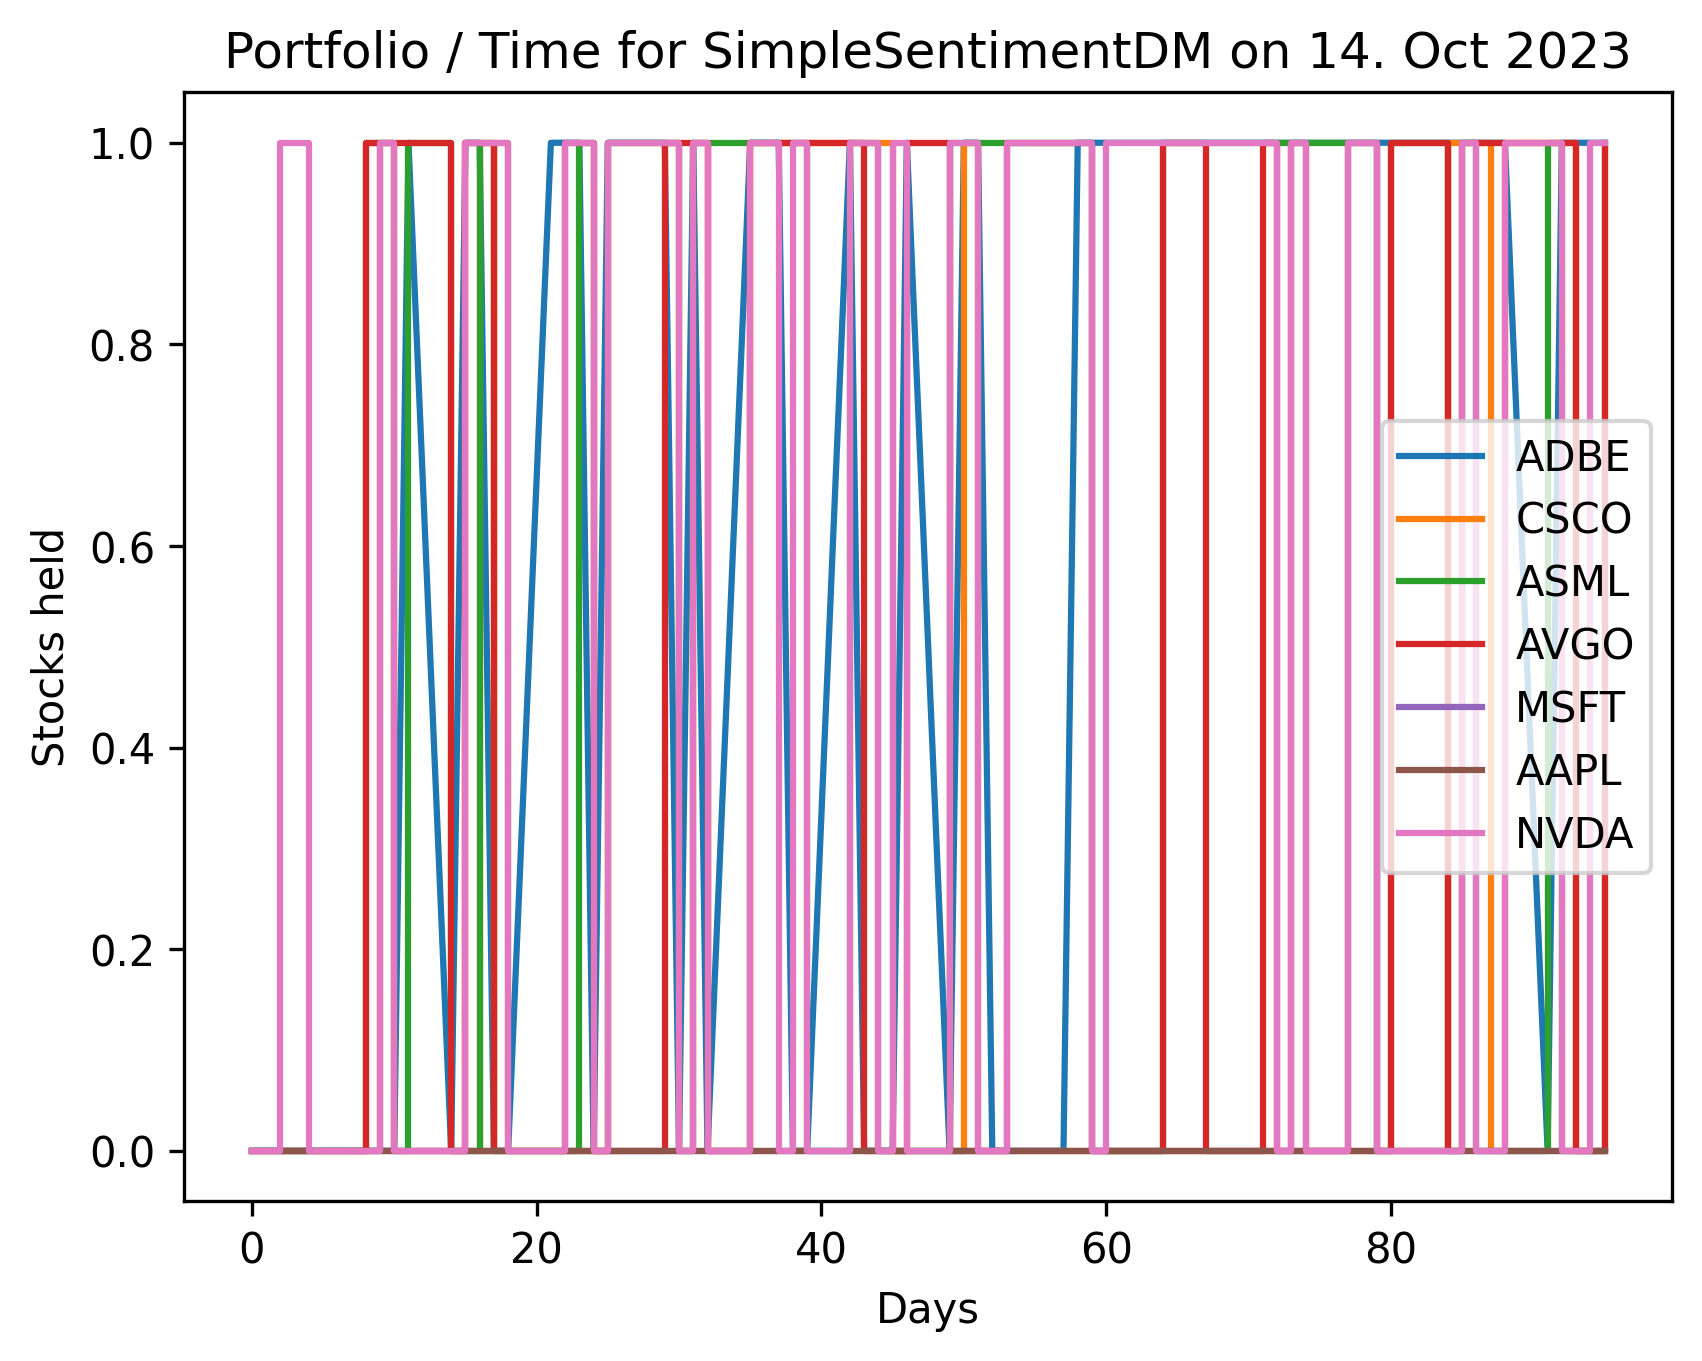 Portfolio / Time for SimpleSentimentDM on 14. Oct 2023
1.0
0.8
0.6
0.4
0.2
0.0
Stocks held
ADBE
CSCO
ASML
AVGO
MSFT
AAPL
NVDA
0 20 40 60 80
Days